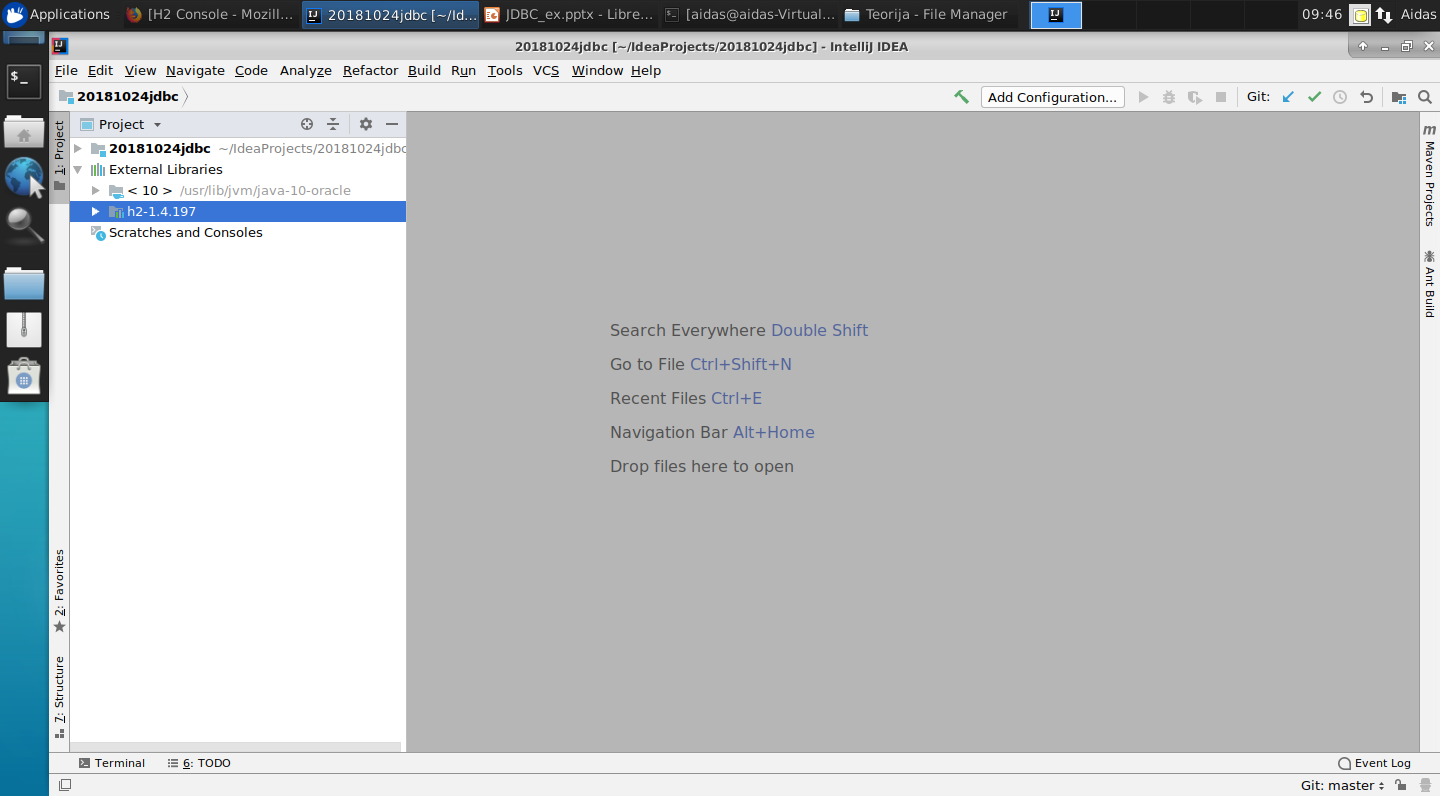 Applications
[H2 Console - Mozill...
20181024jdbc [~/Id...
JDBC_ex.pptx - Libre...
[aidas@aidas-Virtual...
Teorija - File Manager
09:46
Aidas
20181024jdbc [~/IdeaProjects/20181024jdbc] - IntelliJ IDEA
File Edit View Navigate Code Analyze Refactor Build Run Tools VCS Window Help
20181024jdbc
Add Configuration...
Git:
1: Project
Project
20181024jdbc ~/IdeaProjects/20181024jdbc
External Libraries
< 10 > /usr/lib/jvm/java-10-oracle
h2-1.4.197
Scratches and Consoles
Search Everywhere Double Shift
Go to File Ctrl+Shift+N
Recent Files Ctrl+E
Navigation Bar Alt+Home
Drop files here to open
Maven Projects
Ant Build
2: Favorites
7: Structure
Terminal
6: TODO
Event Log
Git: master